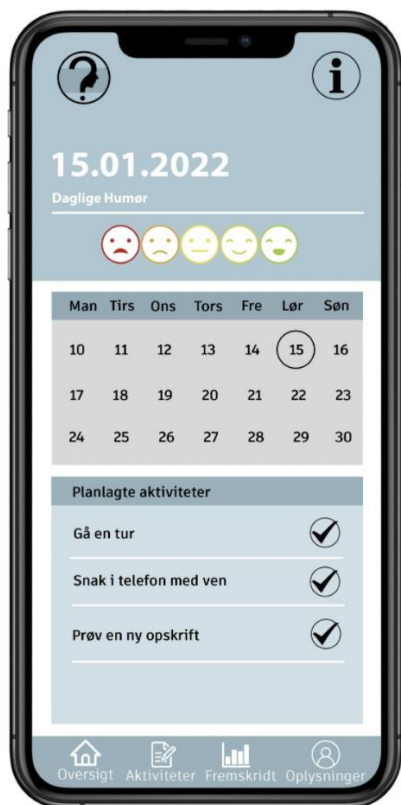 15.01.2022
Daglige Humør
Man Tirs Ons Tors Fre Lør Søn
10 11 12 13 14 15 16
17 18 19 20 21 22 23
24 25 26 27 28 29 30
Planlagte aktiviteter
Gå en tur
Snak i telefon med ven
Prøv en ny opskrift
Oversigt Aktiviteter Fremskridt Oplysninger